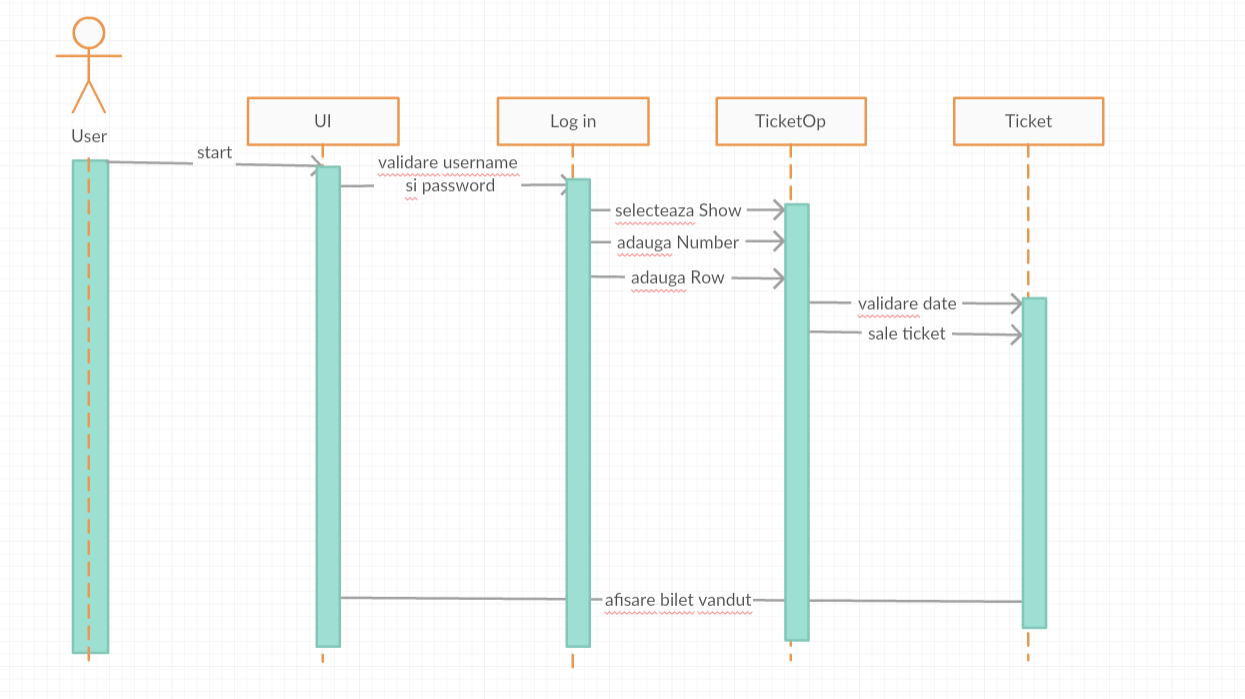 User
UI
Log in
TicketOp
Ticket
start
validare username
si password
selecteaza Show
adauga Number
adauga Row
validare date
sale ticket
afisare bilet vandut